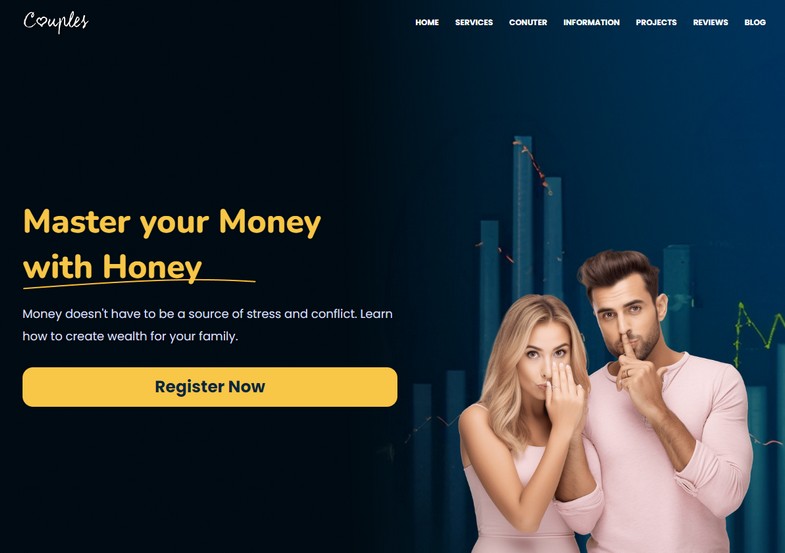 Couples
HOME SERVICES CONUTER INFORMATION PROJECTS REVIEWS BLOG
Master your Money
with Honey
Money doesn't have to be a source of stress and conflict. Learn
how to create wealth for your family.
Register Now